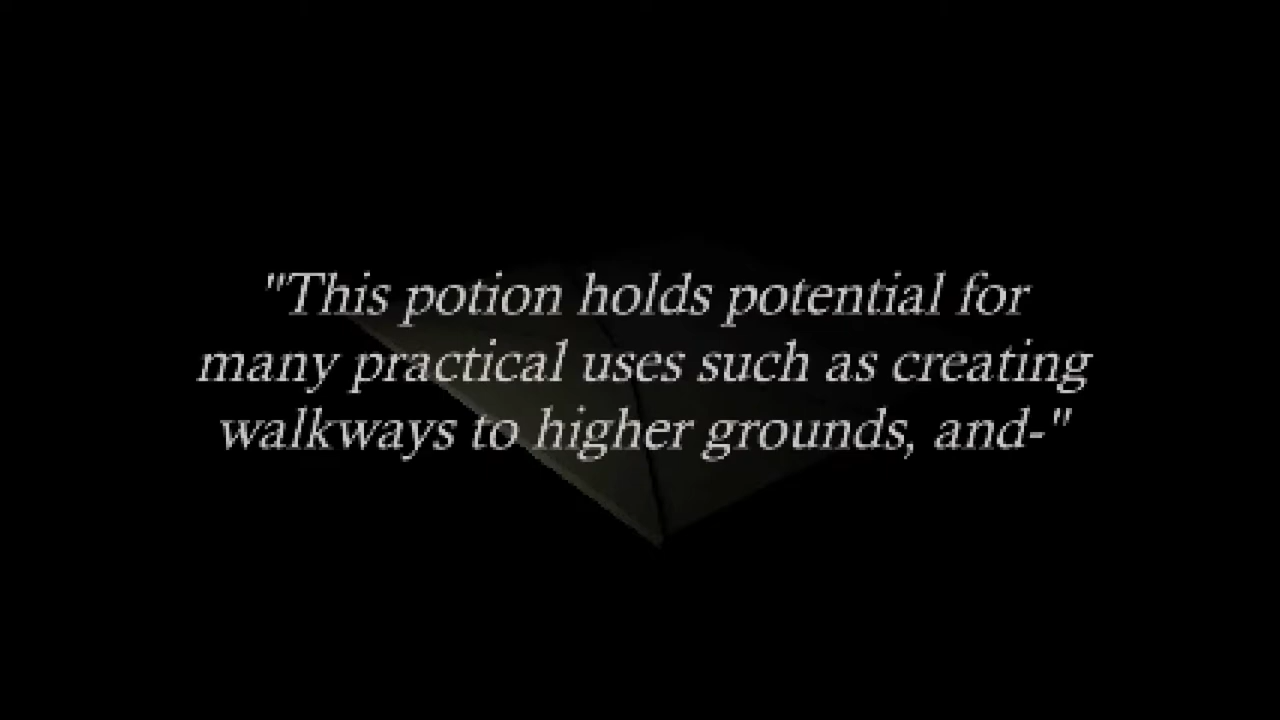 "This potion holds potential for
many practical uses such as creating
walkways to higher grounds, and-"